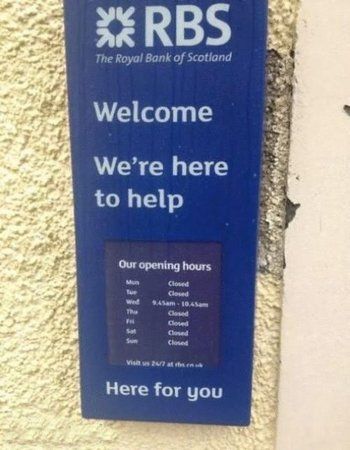 RBS
The Royal Bank of Scotland
Welcome
We're here
to help
Our opening hours
Mon Closed
Tue Closed
Wed 9.45am - 10.45am
Thu Closed
Fri Closed
Sat Closed
Sun Closed
Visit us 24/7 at rbs.co.uk
Here for you